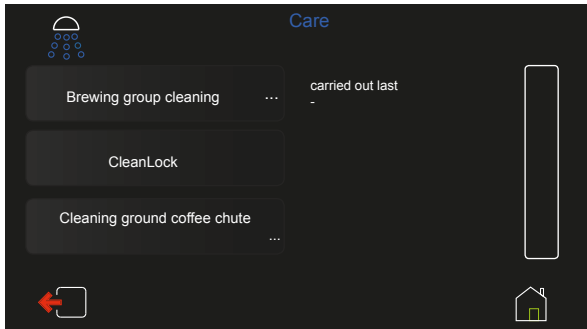 Care
Brewing group cleaning ...
carried out last
-
CleanLock
Cleaning ground coffee chute
...